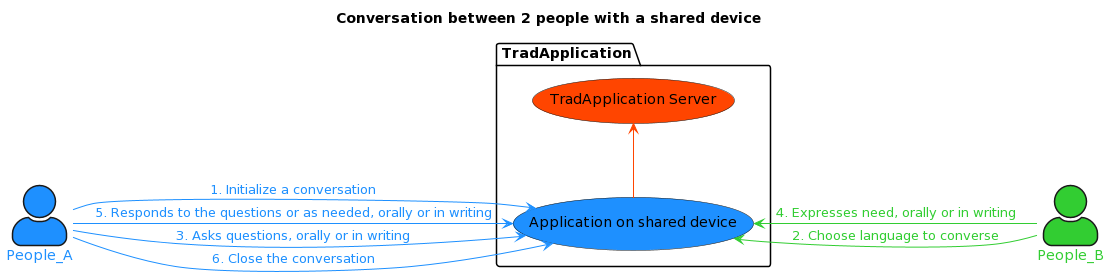 Conversation between 2 people with a shared device
TradApplication
TradApplication Server
1. Initialize a conversation
5. Responds to the questions or as needed, orally or in writing
3. Asks questions, orally or in writing
6. Close the conversation
Application on shared device
4. Expresses need, orally or in writing
2. Choose language to converse
People_A
People_B